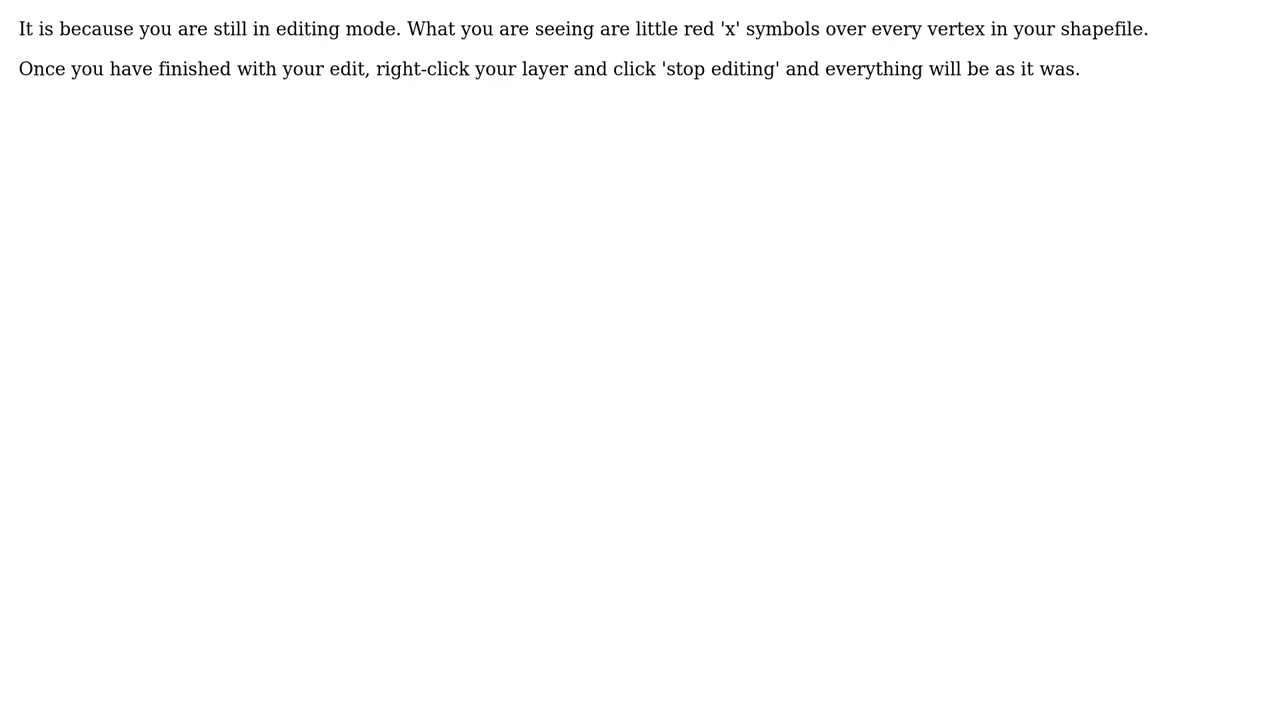 It is because you are still in editing mode. What you are seeing are little red 'x' symbols over every vertex in your shapefile.
Once you have finished with your edit, right-click your layer and click 'stop editing' and everything will be as it was.